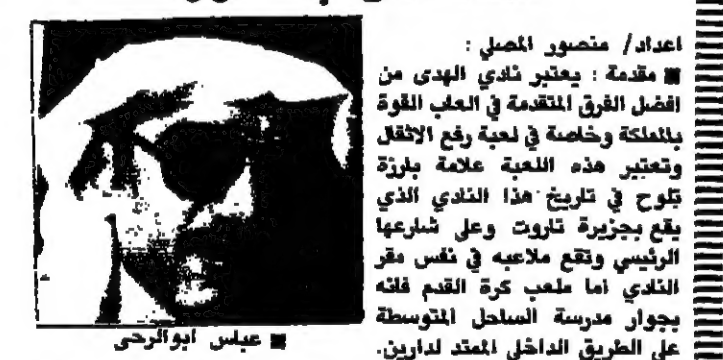 اعداد/ منصور المصلي :
■ مقدمة : يعتبر نادي الهدى من
افضل الفرق المتقدمة في العاب القوة
بالمملكة وخاصة في لعبة رفع الاثقال
وتعتبر هذه اللعبة علامة بارزة
تلوح في تاريخ هذا النادي الذي
يقع بجزيرة تاروت وعلى شارعها
الرئيسي وتقع ملاعبه في نفس مقر
النادي اما ملعب كرة القدم فانه
بجوار مدرسة الساحل المتوسطة
على الطريق الداخلي الممتد لدارين.
■ عباس ابوالرحى